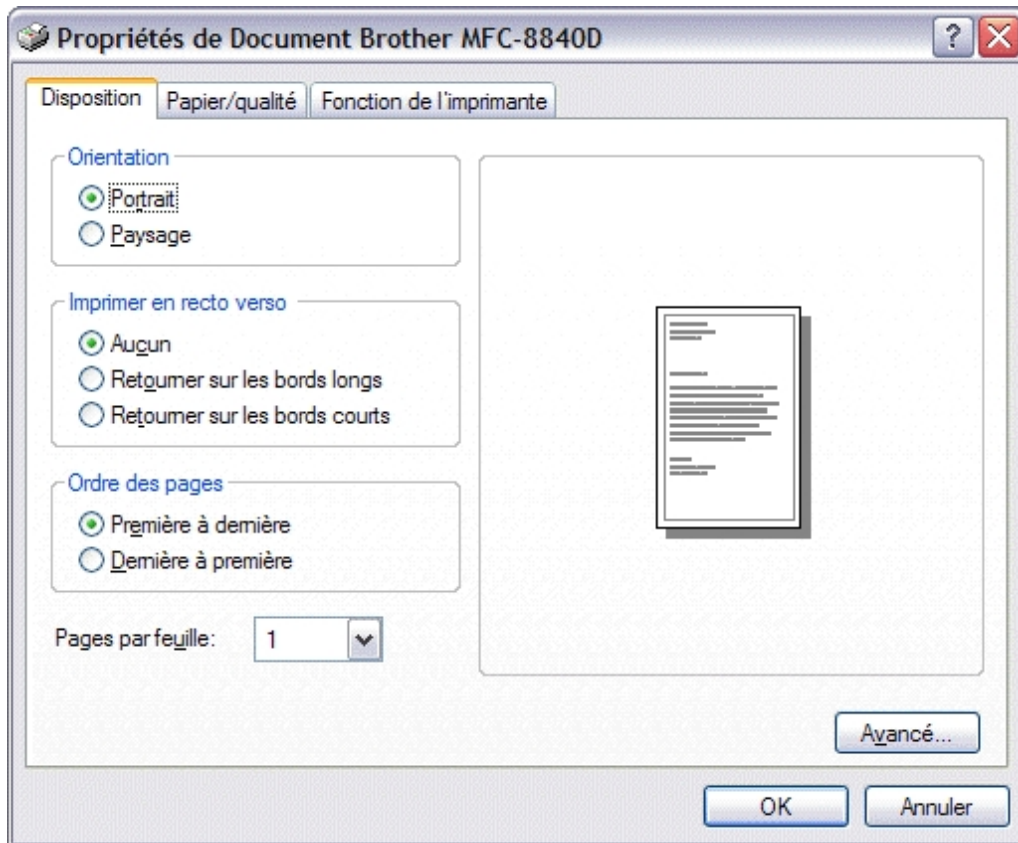 Propriétés de Document Brother MFC-8840D
Disposition
Papier/qualité
Fonction de l'imprimante
Orientation
Portrait
Paysage
Imprimer en recto verso
Aucun
Retourner sur les bords longs
Retourner sur les bords courts
Ordre des pages
Première à dernière
Dernière à première
Pages par feuille: 1
Avancé...
OK
Annuler